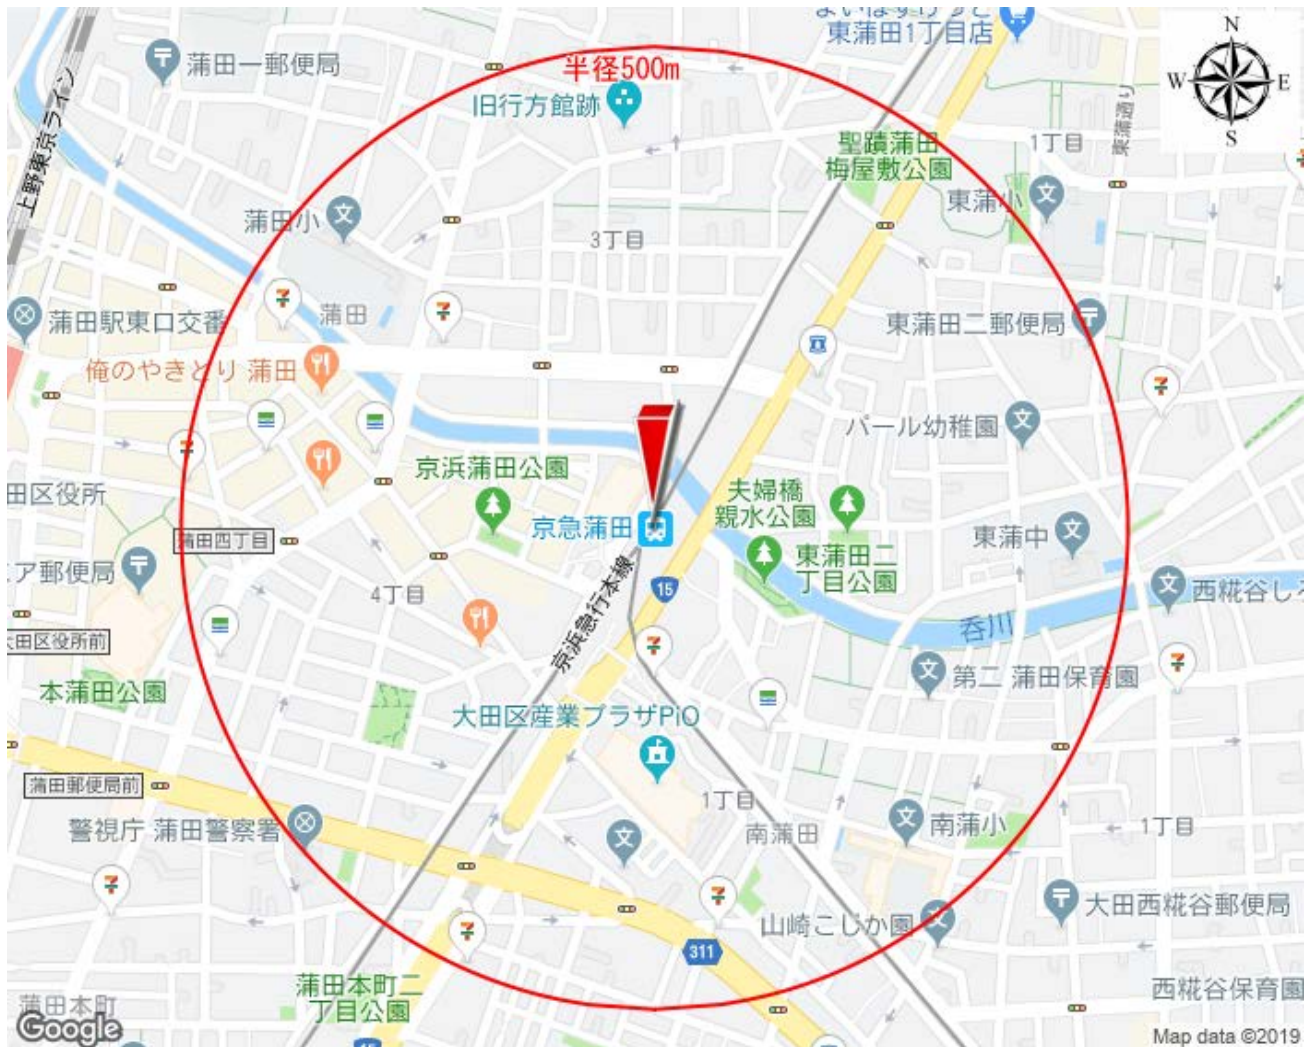 東蒲田1丁目店
N
W
E
S
蒲田一郵便局
半径500m
旧行方館跡
上野東京ライン
聖蹟蒲田
梅屋敷公園
1丁目
東蒲通り
蒲田小
東蒲小
3丁目
蒲田駅東口交番
蒲田
東蒲田二郵便局
俺のやきとり 蒲田
パール幼稚園
田区役所
京浜蒲田公園
夫婦橋
親水公園
京急蒲田
蒲田四丁目
東蒲中
ア郵便局
東蒲田二
丁目公園
4丁目
15
西糀谷しろ
京浜急行本線
呑川
大田区役所前
第二 蒲田保育園
本蒲田公園
大田区産業プラザPiO
蒲田郵便局前
1丁目
警視庁 蒲田警察署
南蒲田
南蒲小
1丁目
大田西糀谷郵便局
山崎こじか園
311
蒲田本町二
丁目公園
蒲田本町
西糀谷保育園
Google
15
Map data ©2019